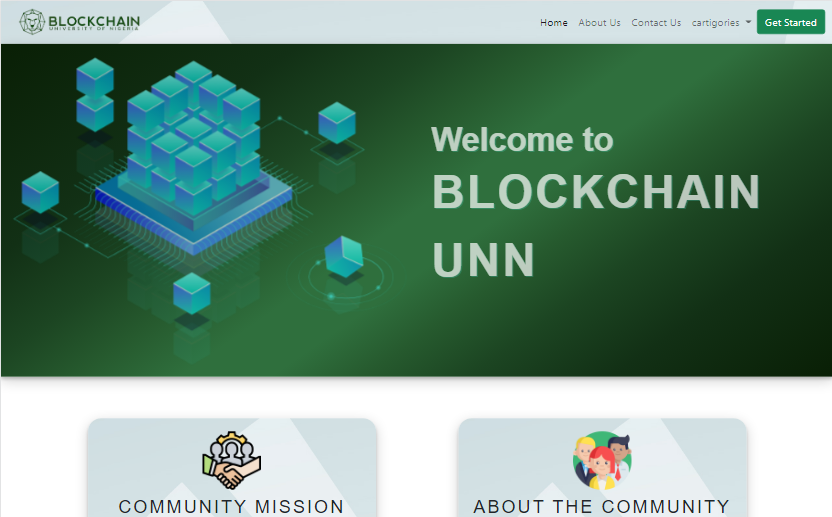 BLOCKCHAIN
UNIVERSITY OF NIGERIA
Home About Us Contact Us cartigories Get Started
Welcome to
BLOCKCHAIN
UNN
COMMUNITY MISSION
ABOUT THE COMMUNITY